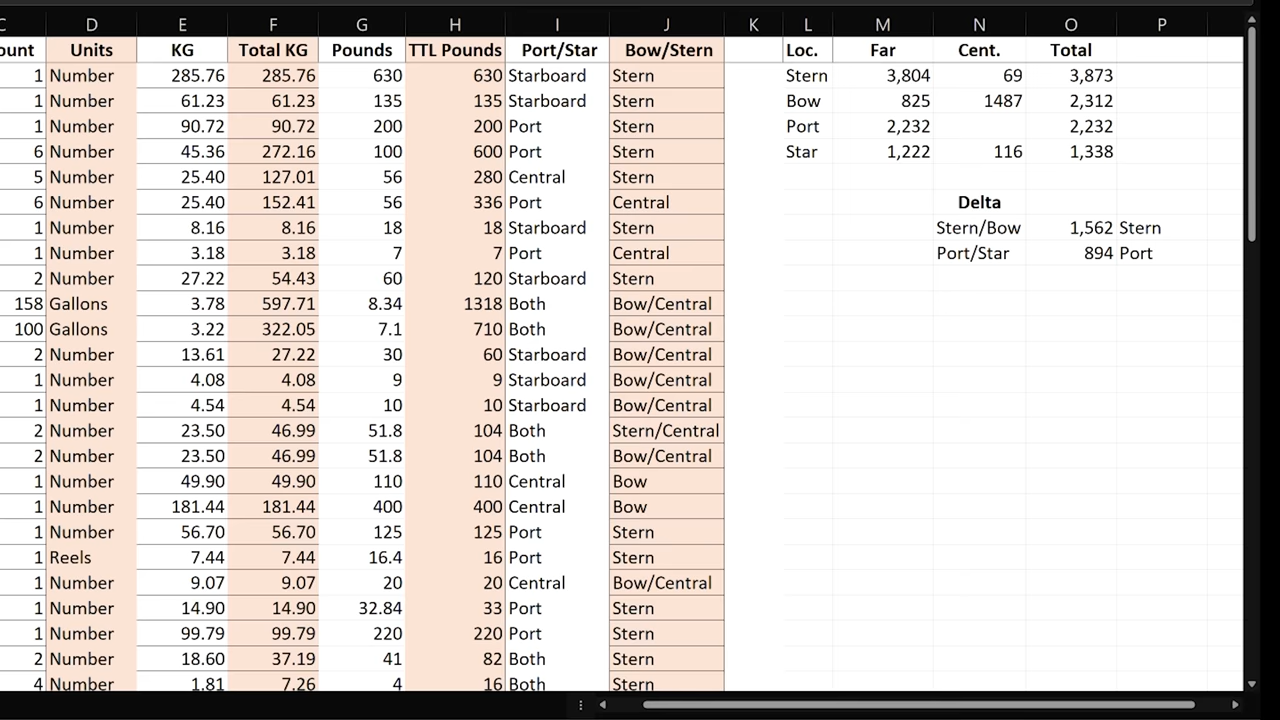 C D E F G H I J K L M N O P
ount Units KG Total KG Pounds TTL Pounds Port/Star Bow/Stern Loc. Far Cent. Total
1 Number 285.76 285.76 630 630 Starboard Stern Stern 3,804 69 3,873
1 Number 61.23 61.23 135 135 Starboard Stern Bow 825 1487 2,312
1 Number 90.72 90.72 200 200 Port Stern Port 2,232 2,232
6 Number 45.36 272.16 100 600 Port Stern Star 1,222 116 1,338
5 Number 25.40 127.01 56 280 Central Stern
6 Number 25.40 152.41 56 336 Port Central Delta
1 Number 8.16 8.16 18 18 Starboard Stern Stern/Bow 1,562 Stern
1 Number 3.18 3.18 7 7 Port Central Port/Star 894 Port
2 Number 27.22 54.43 60 120 Starboard Stern
158 Gallons 3.78 597.71 8.34 1318 Both Bow/Central
100 Gallons 3.22 322.05 7.1 710 Both Bow/Central
2 Number 13.61 27.22 30 60 Starboard Bow/Central
1 Number 4.08 4.08 9 9 Starboard Bow/Central
1 Number 4.54 4.54 10 10 Starboard Bow/Central
2 Number 23.50 46.99 51.8 104 Both Stern/Central
2 Number 23.50 46.99 51.8 104 Both Bow/Central
1 Number 49.90 49.90 110 110 Central Bow
1 Number 181.44 181.44 400 400 Central Bow
1 Number 56.70 56.70 125 125 Port Stern
1 Reels 7.44 7.44 16.4 16 Port Stern
1 Number 9.07 9.07 20 20 Central Bow/Central
1 Number 14.90 14.90 32.84 33 Port Stern
1 Number 99.79 99.79 220 220 Port Stern
2 Number 18.60 37.19 41 82 Both Stern
4 Number 1.81 7.26 4 16 Both Stern